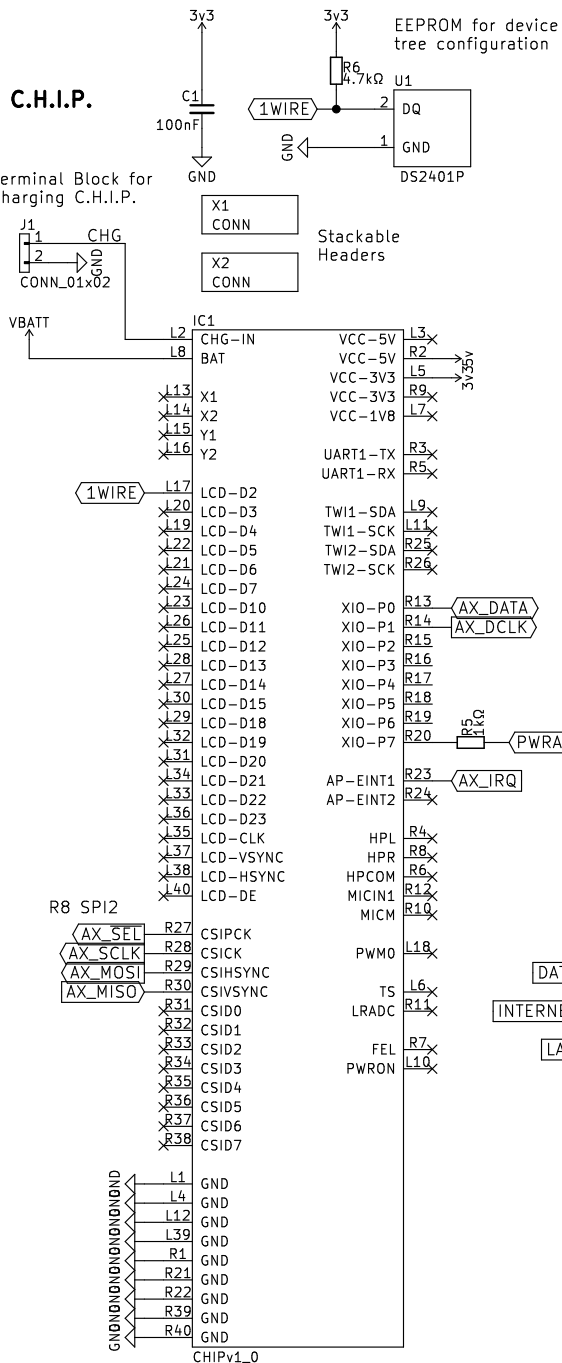 3v3
3v3
EEPROM for device
tree configuration
C.H.I.P.
R6
4.7kΩ
U1
C1
100nF
1WIRE
2 DQ
1 GND
GND
GND
DS2401P
erminal Block for
harging C.H.I.P.
X1
CONN
X2
CONN
Stackable
Headers
J1
1 CHG
2 GND
CONN_01x02
VBATT
IC1
L2 CHG-IN
L8 BAT
L13 X1
L14 X2
L15 Y1
L16 Y2
1WIRE L17 LCD-D2
L20 LCD-D3
L19 LCD-D4
L22 LCD-D5
L21 LCD-D6
L24 LCD-D7
L23 LCD-D10
L26 LCD-D11
L25 LCD-D12
L28 LCD-D13
L27 LCD-D14
L30 LCD-D15
L29 LCD-D18
L32 LCD-D19
L31 LCD-D20
L34 LCD-D21
L33 LCD-D22
L36 LCD-D23
L35 LCD-CLK
L37 LCD-VSYNC
L38 LCD-HSYNC
L40 LCD-DE
R8 SPI2
AX_SEL R27 CSIPCK
AX_SCLK R28 CSICK
AX_MOSI R29 CSIHSYNC
AX_MISO R30 CSIVSYNC
R31 CSID0
R32 CSID1
R33 CSID2
R34 CSID3
R35 CSID4
R36 CSID5
R37 CSID6
R38 CSID7
GND L1 GND
GND L4 GND
GND L12 GND
GND L39 GND
GND R1 GND
GND R21 GND
GND R22 GND
GND R39 GND
GND R40 GND
VCC-5V L3
VCC-5V R2 5v
VCC-3V3 L5 3v3
VCC-3V3 R9
VCC-1V8 L7
UART1-TX R3
UART1-RX R5
TWI1-SDA L9
TWI1-SCK L11
TWI2-SDA R25
TWI2-SCK R26
XIO-P0 R13 AX_DATA
XIO-P1 R14 AX_DCLK
XIO-P2 R15
XIO-P3 R16
XIO-P4 R17
XIO-P5 R18
XIO-P6 R19
XIO-P7 R20 R5 1kΩ PWRA
AP-EINT1 R23 AX_IRQ
AP-EINT2 R24
HPL R4
HPR R8
HPCOM R6
MICIN1 R12
MICM R10
PWM0 L18
TS L6
LRADC R11
FEL R7
PWRON L10
DAT
INTERNE
LA
CHIPv1_0